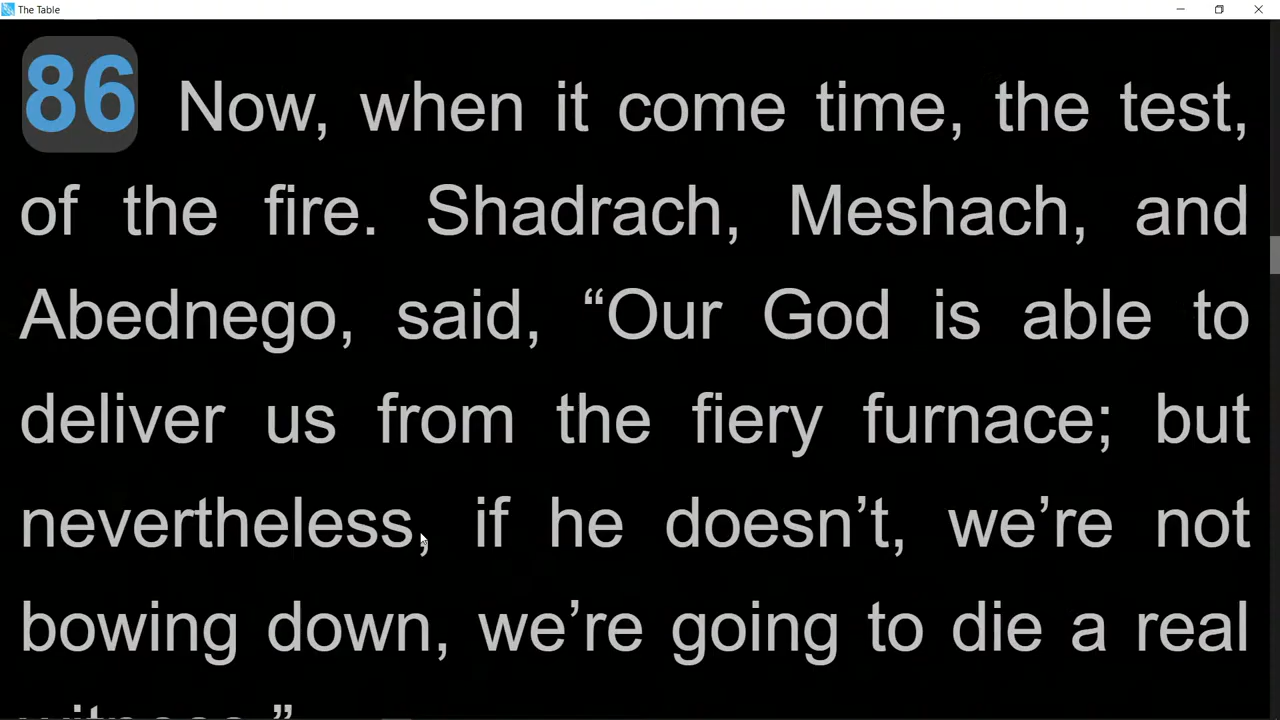 The Table
86 Now, when it come time, the test,
of the fire. Shadrach, Meshach, and
Abednego, said, “Our God is able to
deliver us from the fiery furnace; but
nevertheless, if he doesn’t, we’re not
bowing down, we’re going to die a real
witness.”